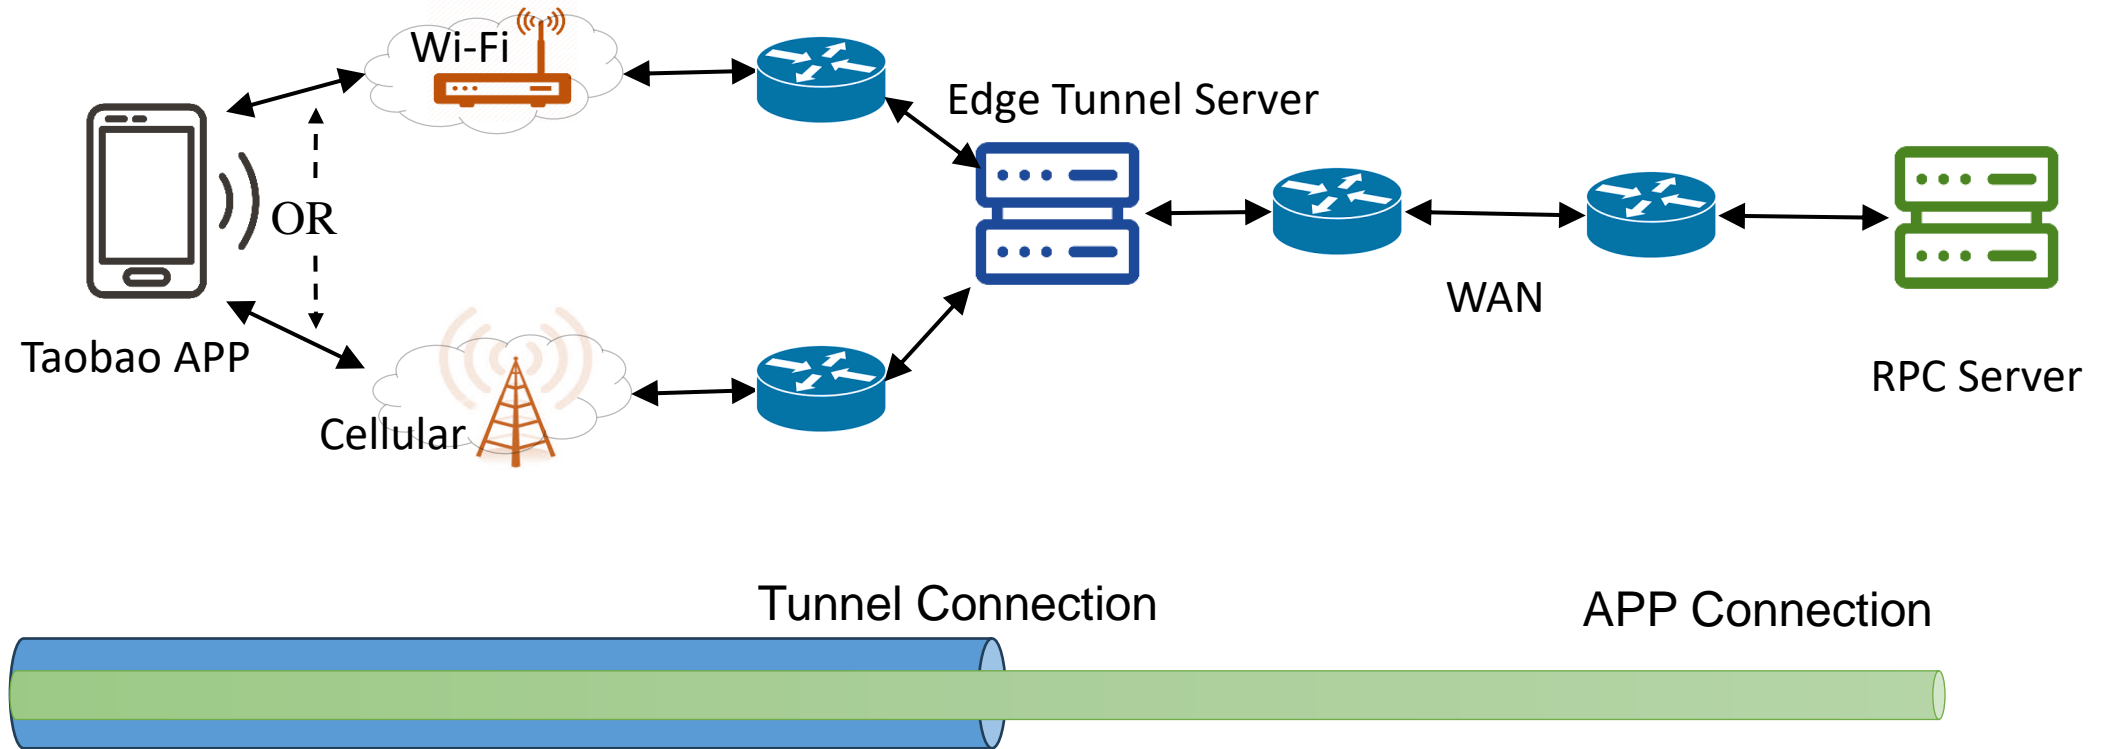 Wi-Fi
Edge Tunnel Server
OR
WAN
Taobao APP
RPC Server
Cellular
Tunnel Connection
APP Connection